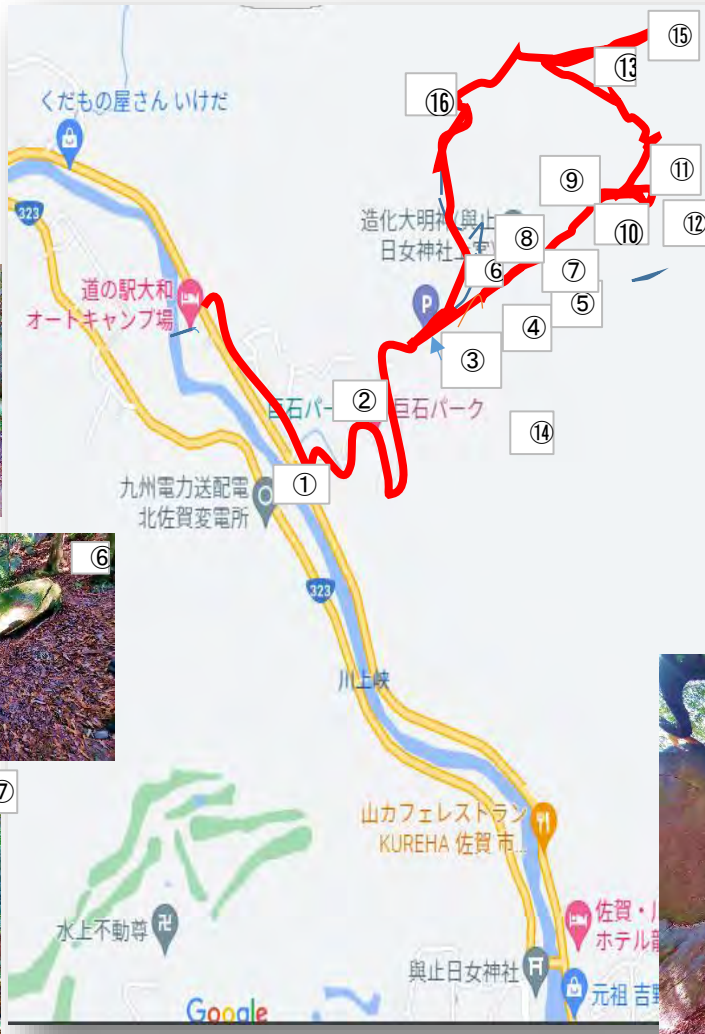 ⑮
⑬
⑯
くだもの屋さん いけだ
⑪
⑨
323
造化大明神(與止
日女神社
⑩
⑫
⑧
⑥
⑦
道の駅大和
オートキャンプ場
P
⑤
④
③
②
巨石パー
巨石パーク
⑭
①
九州電力送配電
北佐賀変電所
⑥
323
川上峡
⑦
山カフェレストラン
KUREHA 佐賀 市...
水上不動尊
佐賀・
ホテル
與止日女神社
元祖 吉
Google